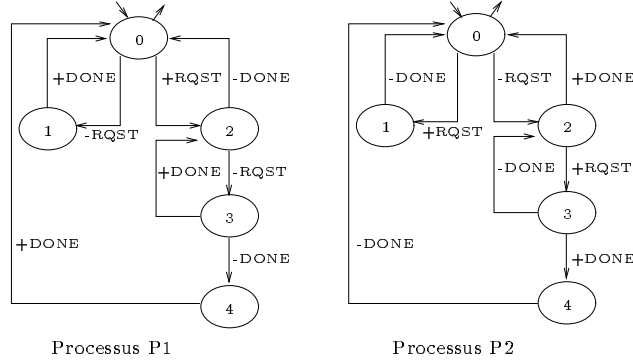 0
0
+DONE
+RQST
-DONE
-DONE
-RQST
+DONE
1
-RQST
2
1
+RQST
2
+DONE
-RQST
-DONE
+RQST
3
3
+DONE
-DONE
-DONE
+DONE
4
4
Processus P1
Processus P2